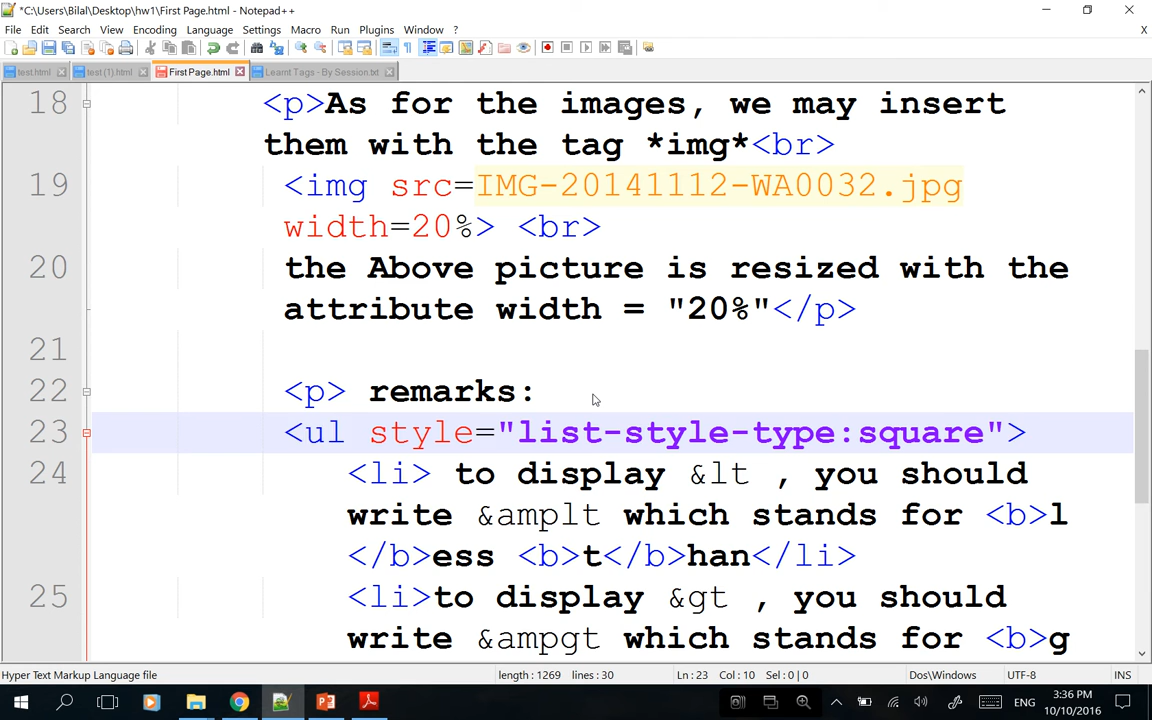 *C:\Users\Bilal\Desktop\hw1\First Page.html - Notepad++
File Edit Search View Encoding Language Settings Macro Run Plugins Window ? X
test.html test (1).html First Page.html Learnt Tags - By Session.txt
18 <p>As for the images, we may insert
them with the tag *img*<br>
19 <img src=IMG-20141112-WA0032.jpg
width=20%> <br>
20 the Above picture is resized with the
attribute width = "20%"</p>
21
22 <p> remarks:
23 <ul style="list-style-type:square">
24 <li> to display &lt , you should
write &amplt which stands for <b>l
</b>ess <b>t</b>han</li>
25 <li>to display &gt , you should
write &ampgt which stands for <b>g
Hyper Text Markup Language file length : 1269 lines : 30 Ln : 23 Col : 10 Sel : 0 | 0 Dos\Windows UTF-8 INS
ENG 3:36 PM
10/10/2016